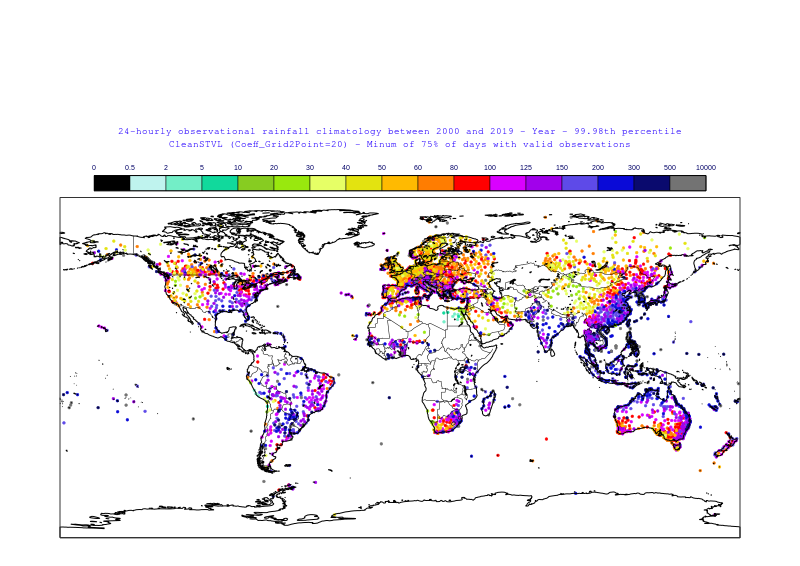 24-hourly observational rainfall climatology between 2000 and 2019 - Year - 99.98th percentile
CleanSTVL (Coeff_Grid2Point=20) - Minum of 75% of days with valid observations
0 0.5 2 5 10 20 30 40 50 60 80 100 125 150 200 300 500 10000